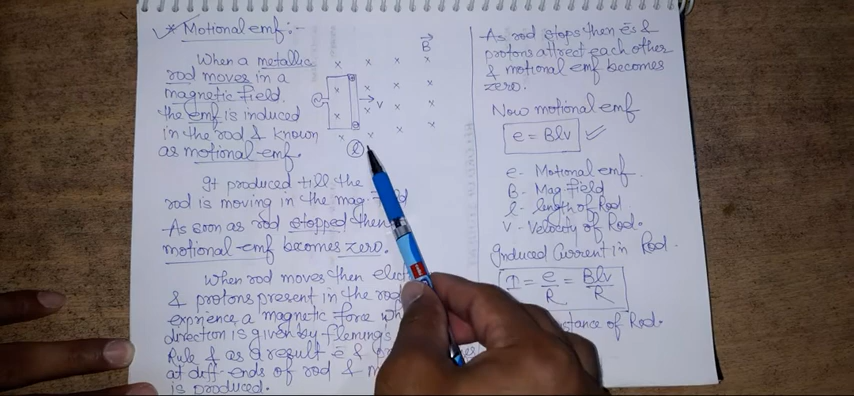 * Motional emf:-
When a metallic
rod moves in a
magnetic field.
the emf is induced
in the rod & known
as motional emf.
B
v
l
It produced till the
rod is moving in the mag. field
As soon as rod stopped then
motional emf becomes zero.
When rod moves then
& protons present in the rod
exprience a magnetic force
direction is given by flemings
Rule & as a result ē &
at diff. ends of rod &
is produced.
As rod stops then ēs &
protons attrect each other
& motional emf becomes
zero.
Now motional emf
e = Blv
e - Motional emf
B - Mag field
l - length of Rod
v - Velocity of Rod.
Induced Current in Rod.
I = e/R = Blv/R
of Rod.